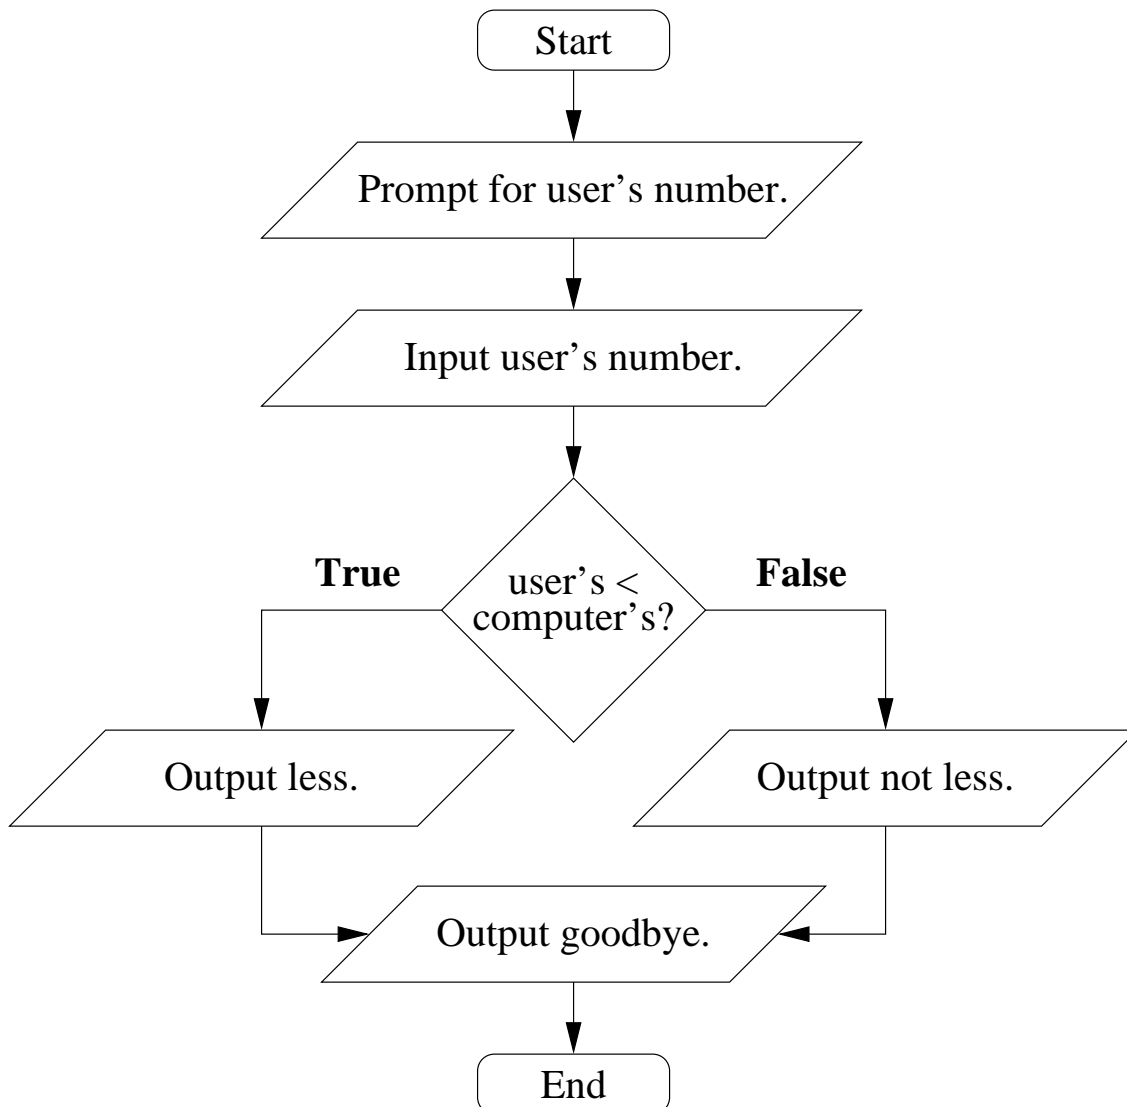 Start
Prompt for user’s number.
Input user’s number.
True
False
user’s <
computer’s?
Output less.
Output not less.
Output goodbye.
End